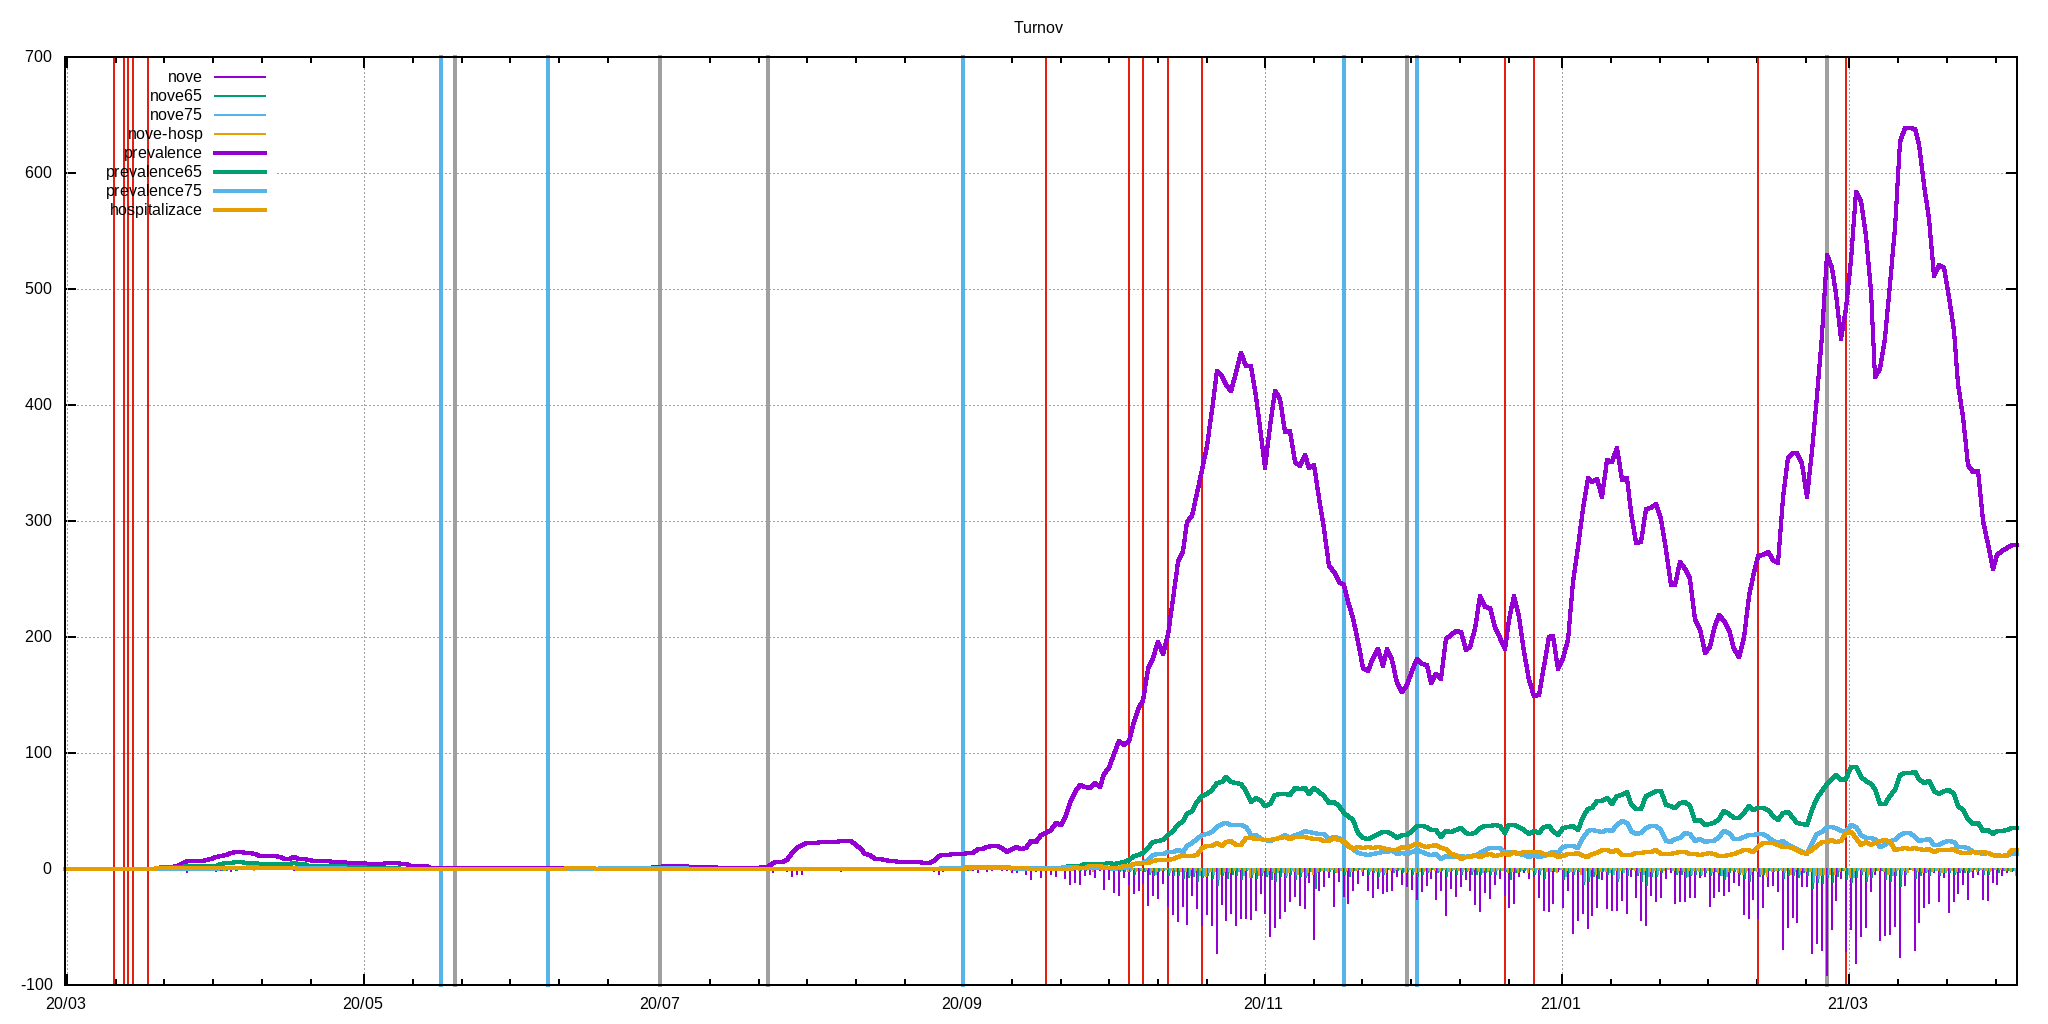 Turnov
700
600
500
400
300
200
100
0
-100
nove
nove65
nove75
nove-hosp
prevalence
prevalence65
prevalence75
hospitalizace
20/03 20/05 20/07 20/09 20/11 21/01 21/03